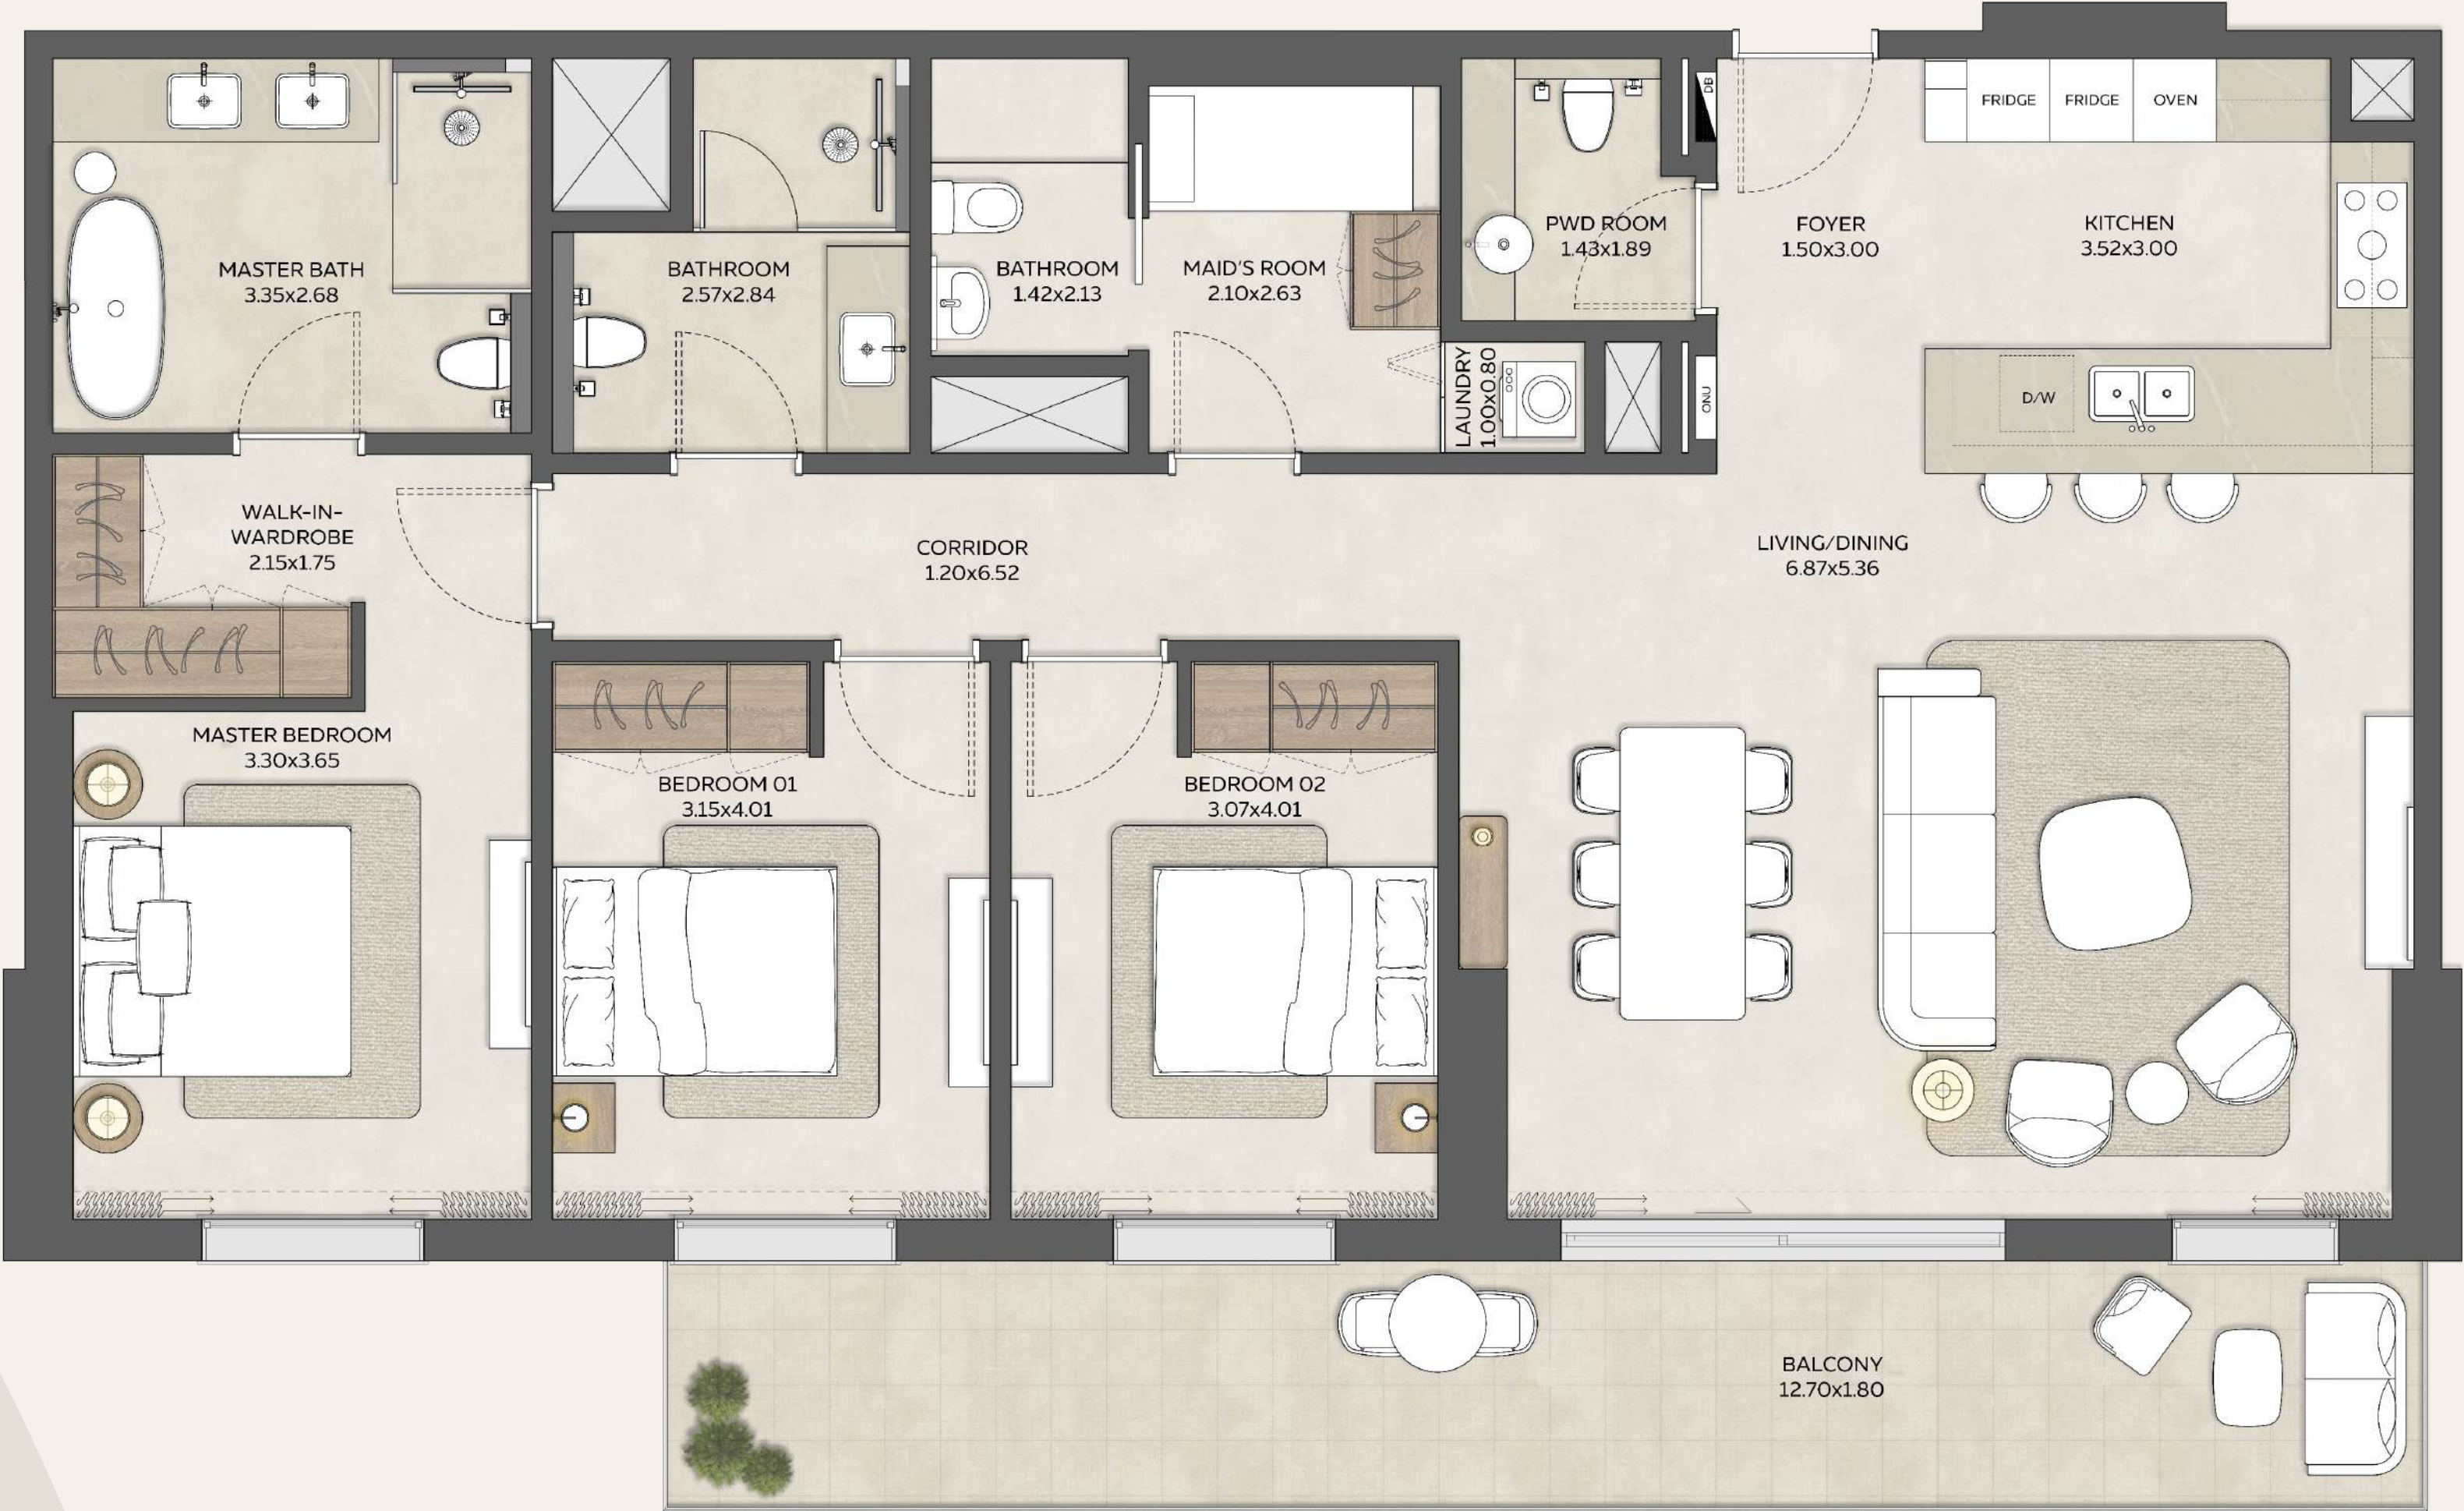 DB
FRIDGE
FRIDGE
OVEN
MASTER BATH
3.35x2.68
BATHROOM
2.57x2.84
BATHROOM
1.42x2.13
MAID'S ROOM
2.10x2.63
PWD ROOM
1.43x1.89
FOYER
1.50x3.00
KITCHEN
3.52x3.00
LAUNDRY
1.00x0.80
ONU
D/W
WALK-IN-
WARDROBE
2.15x1.75
CORRIDOR
1.20x6.52
LIVING/DINING
6.87x5.36
MASTER BEDROOM
3.30x3.65
BEDROOM 01
3.15x4.01
BEDROOM 02
3.07x4.01
BALCONY
12.70x1.80